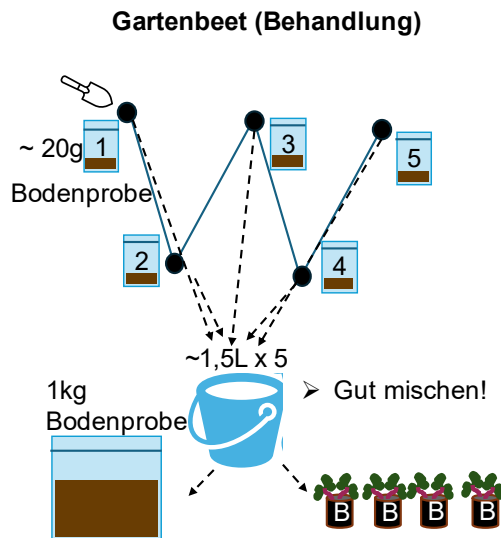 Gartenbeet (Behandlung)
1
3
5
~ 20g
Bodenprobe
2
4
~1,5L x 5
1kg
Bodenprobe
➢ Gut mischen!
B
B
B
B